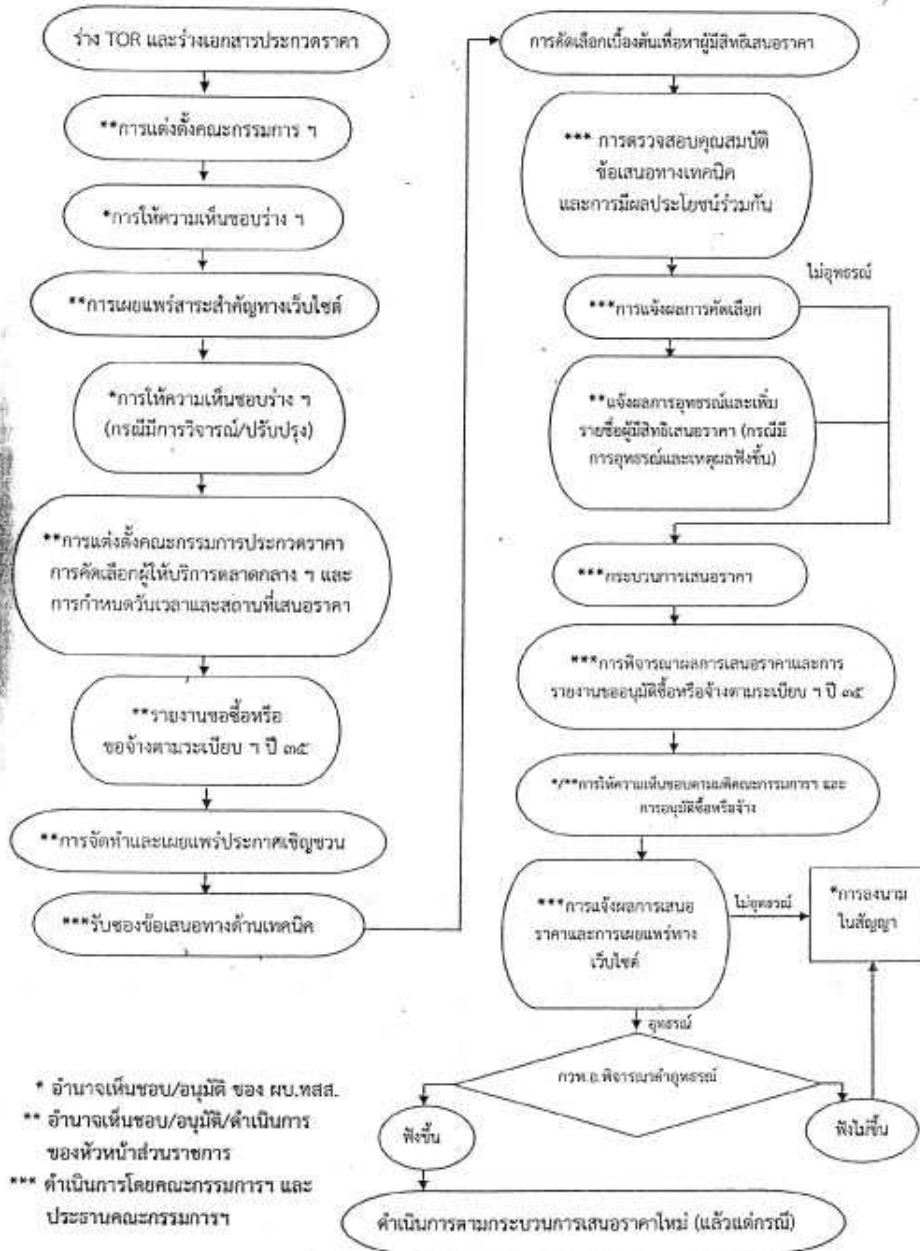 ร่าง TOR และร่างเอกสารประกวดราคา
**การแต่งตั้งคณะกรรมการ ฯ
*การให้ความเห็นชอบร่าง ฯ
**การเผยแพร่สาระสำคัญทางเว็บไซต์
*การให้ความเห็นชอบร่าง ฯ
(กรณีมีการวิจารณ์/ปรับปรุง)
**การแต่งตั้งคณะกรรมการประกวดราคา
การคัดเลือกผู้ให้บริการตลาดกลาง ฯ และ
การกำหนดวันเวลาและสถานที่เสนอราคา
**รายงานขอซื้อหรือ
ขอจ้างตามระเบียบ ฯ ปี ๓๕
**การจัดทำและเผยแพร่ประกาศเชิญชวน
***รับซองข้อเสนอทางด้านเทคนิค
การคัดเลือกเบื้องต้นเพื่อหาผู้มีสิทธิเสนอราคา
*** การตรวจสอบคุณสมบัติ
ข้อเสนอทางเทคนิค
และการมีผลประโยชน์ร่วมกัน
ไม่อุทธรณ์
***การแจ้งผลการคัดเลือก
**แจ้งผลการอุทธรณ์และเพิ่ม
รายชื่อผู้มีสิทธิเสนอราคา (กรณีมี
การอุทธรณ์และเหตุผลฟังขึ้น)
***กระบวนการเสนอราคา
***การพิจารณาผลการเสนอราคาและการ
รายงานขออนุมัติซื้อหรือจ้างตามระเบียบ ฯ ปี ๓๕
*/**การให้ความเห็นชอบตามมติคณะกรรมการฯ และ
การอนุมัติซื้อหรือจ้าง
***การแจ้งผลการเสนอ
ราคาและการเผยแพร่ทาง
เว็บไซต์
ไม่อุทธรณ์
*การลงนาม
ในสัญญา
อุทธรณ์
กวพ.อ.พิจารณาคำอุทธรณ์
ฟังขึ้น
ฟังไม่ขึ้น
ดำเนินการตามกระบวนการเสนอราคาใหม่ (แล้วแต่กรณี)
* อำนาจเห็นชอบ/อนุมัติ ของ ผบ.ทสส.
** อำนาจเห็นชอบ/อนุมัติ/ดำเนินการ
ของหัวหน้าส่วนราชการ
*** ดำเนินการโดยคณะกรรมการฯ และ
ประธานคณะกรรมการฯ